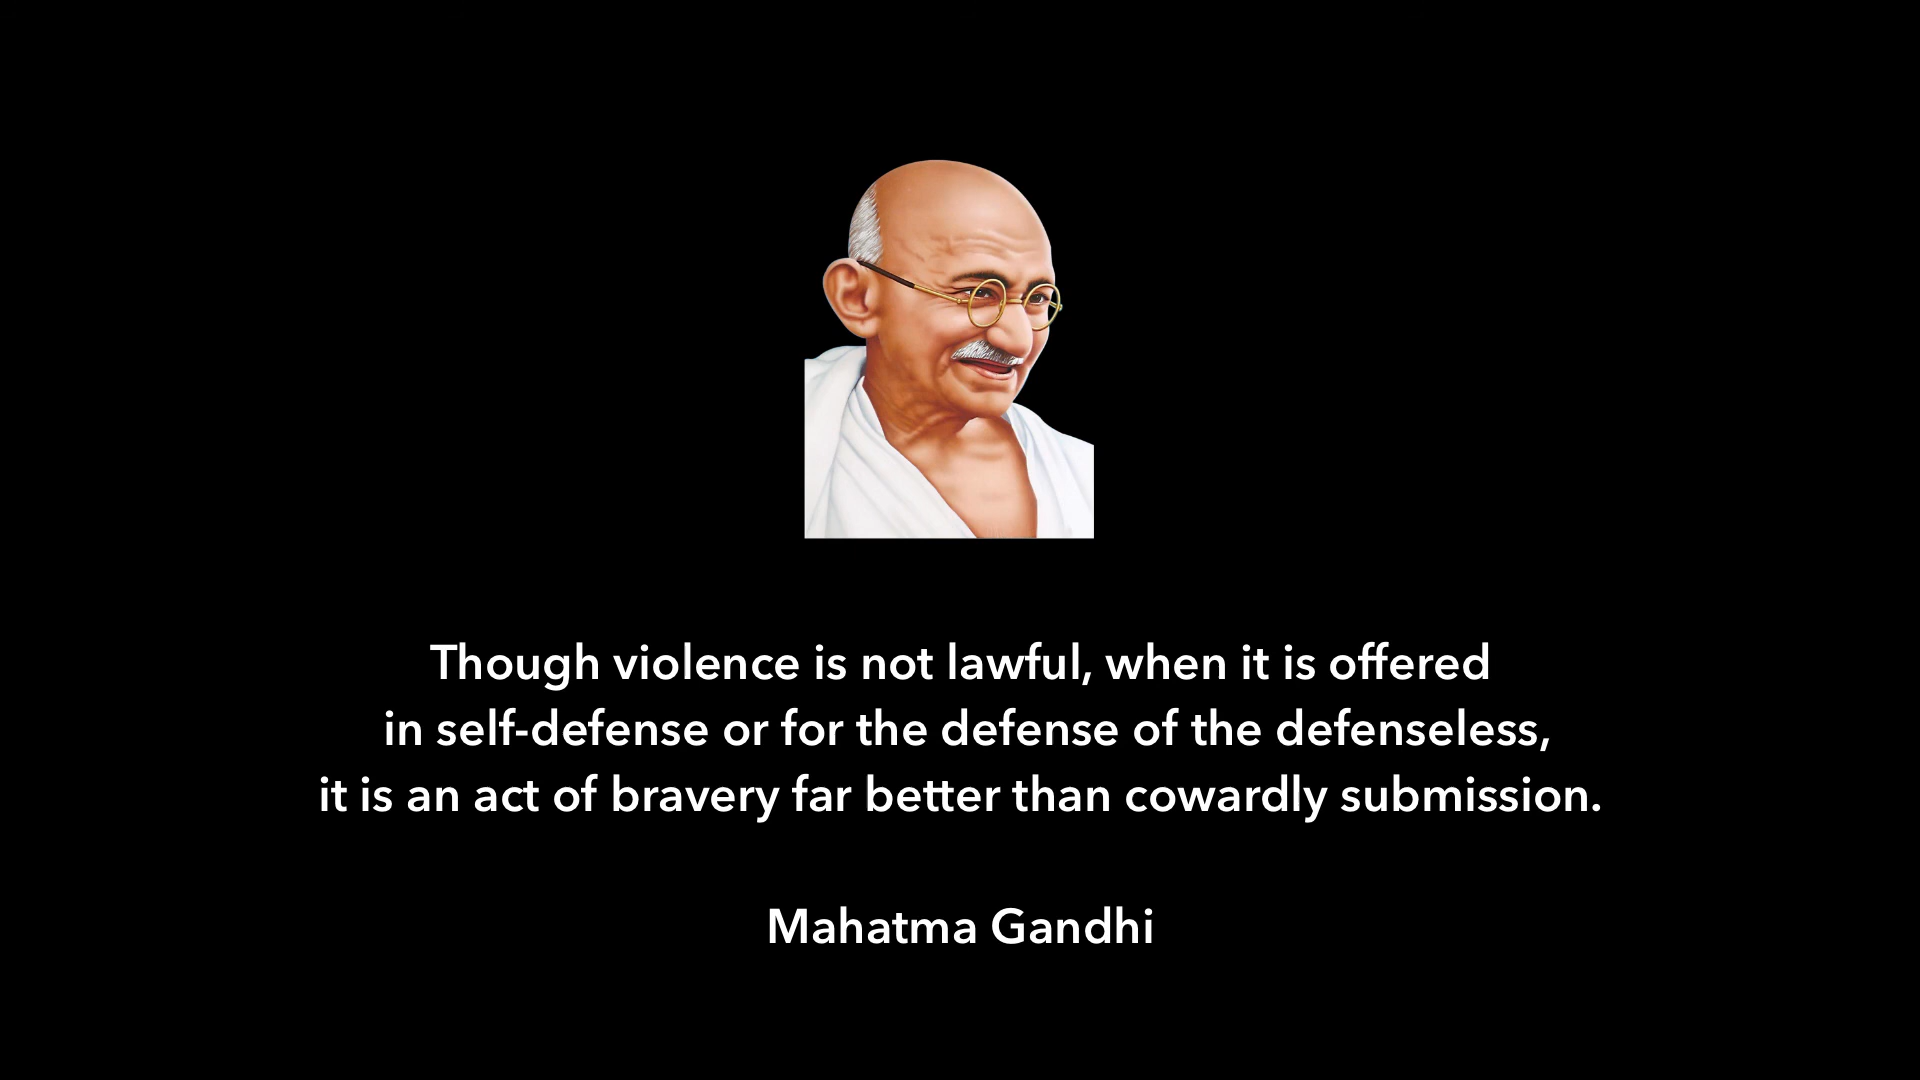 Though violence is not lawful, when it is offered
in self-defense or for the defense of the defenseless,
it is an act of bravery far better than cowardly submission.
Mahatma Gandhi